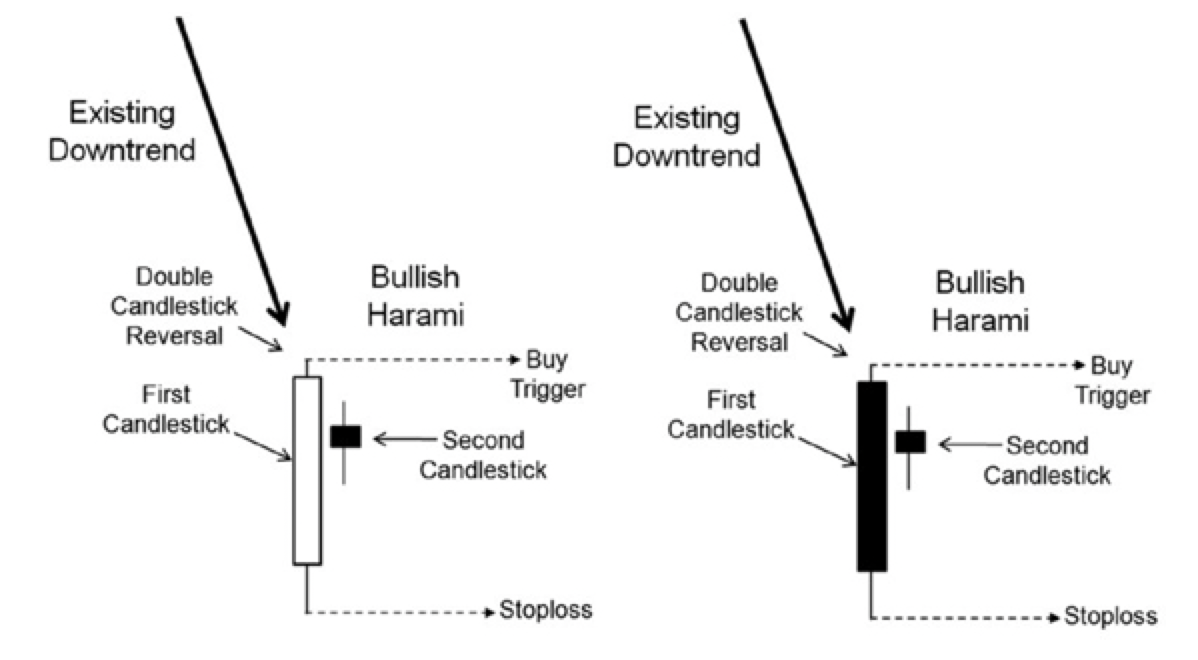 Existing
Downtrend
Double
Candlestick
Reversal
Bullish
Harami
Buy
Trigger
First
Candlestick
Second
Candlestick
Stoploss
Existing
Downtrend
Double
Candlestick
Reversal
Bullish
Harami
Buy
Trigger
First
Candlestick
Second
Candlestick
Stoploss